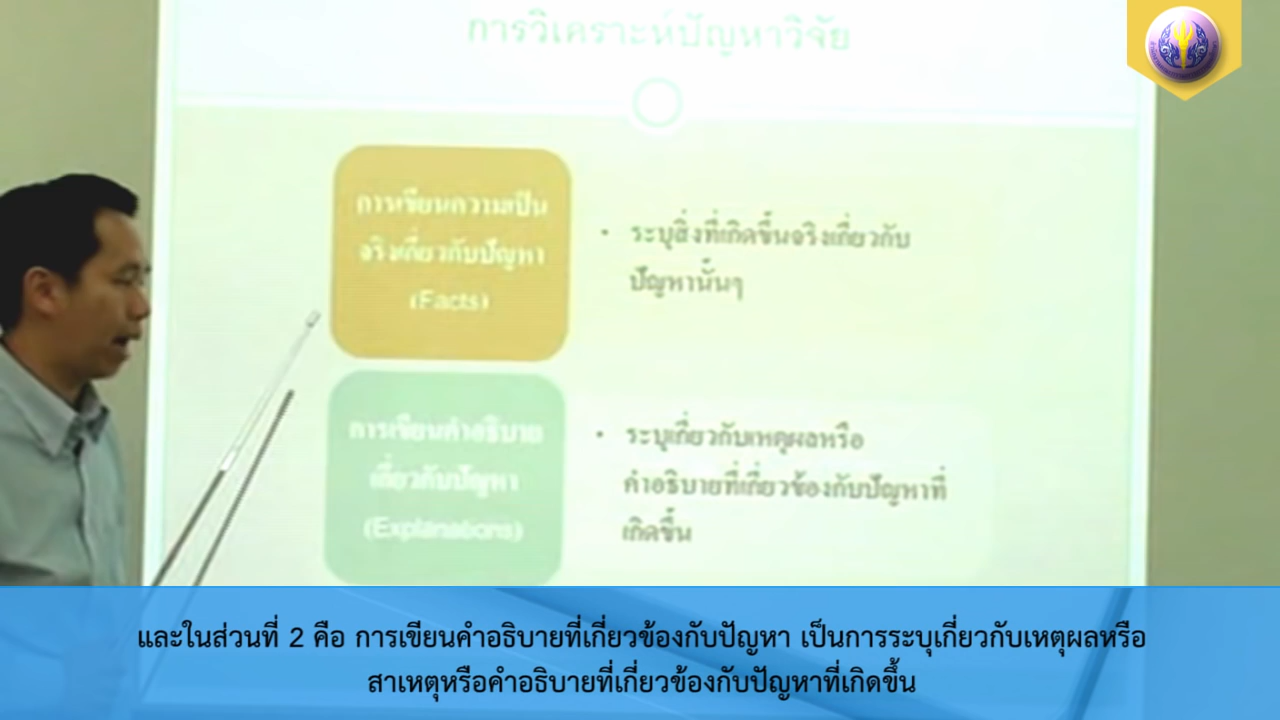 การวิเคราะห์ปัญหาวิจัย
การเขียนความเป็น
จริงเกี่ยวกับปัญหา
(Facts)
• ระบุสิ่งที่เกิดขึ้นจริงเกี่ยวกับ
ปัญหานั้นๆ
การเขียนคำอธิบาย
เกี่ยวกับปัญหา
(Explanations)
• ระบุเกี่ยวกับเหตุผลหรือ
คำอธิบายที่เกี่ยวข้องกับปัญหาที่
เกิดขึ้น
และในส่วนที่ 2 คือ การเขียนคำอธิบายที่เกี่ยวข้องกับปัญหา เป็นการระบุเกี่ยวกับเหตุผลหรือ
สาเหตุหรือคำอธิบายที่เกี่ยวข้องกับปัญหาที่เกิดขึ้น